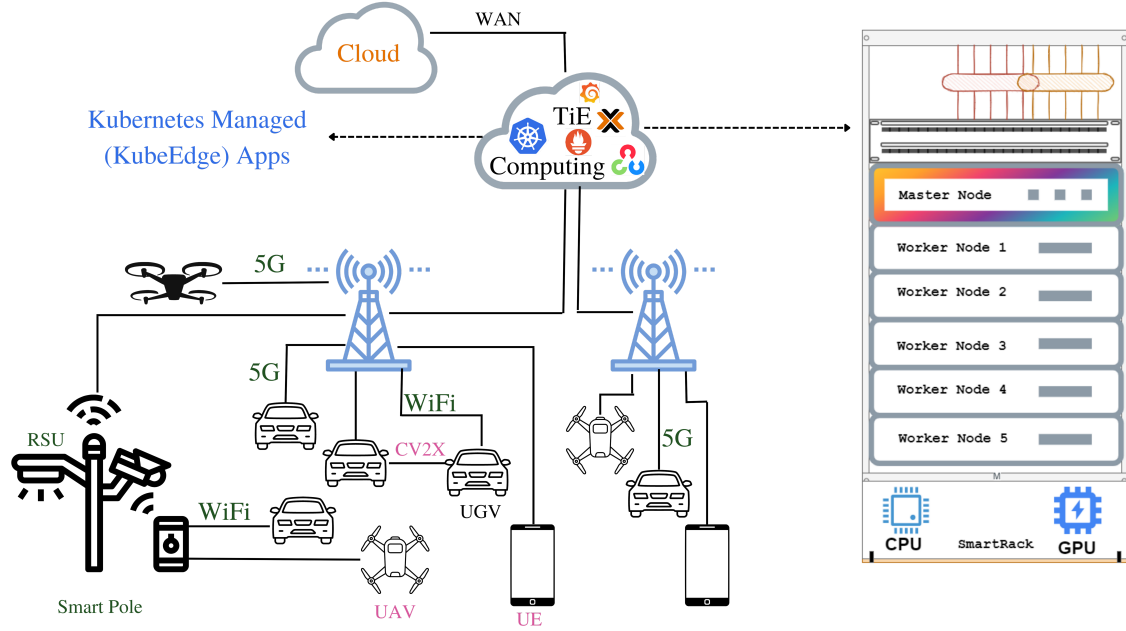 WAN
Cloud
TiE
Computing
Kubernetes Managed
(KubeEdge) Apps
5G
5G
WiFi
RSU
CV2X
5G
WiFi
UGV
Smart Pole
UAV
UE
Master Node
Worker Node 1
Worker Node 2
Worker Node 3
Worker Node 4
Worker Node 5
M
CPU
SmartRack
GPU